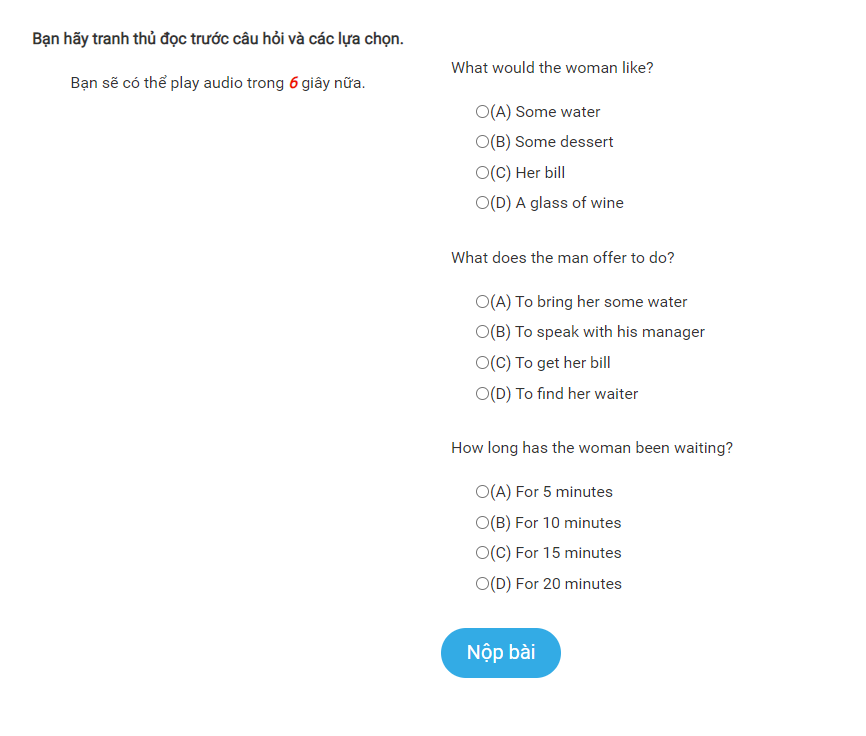 Bạn hãy tranh thủ đọc trước câu hỏi và các lựa chọn.
Bạn sẽ có thể play audio trong 6 giây nữa.
What would the woman like?
(A) Some water
(B) Some dessert
(C) Her bill
(D) A glass of wine
What does the man offer to do?
(A) To bring her some water
(B) To speak with his manager
(C) To get her bill
(D) To find her waiter
How long has the woman been waiting?
(A) For 5 minutes
(B) For 10 minutes
(C) For 15 minutes
(D) For 20 minutes
Nộp bài